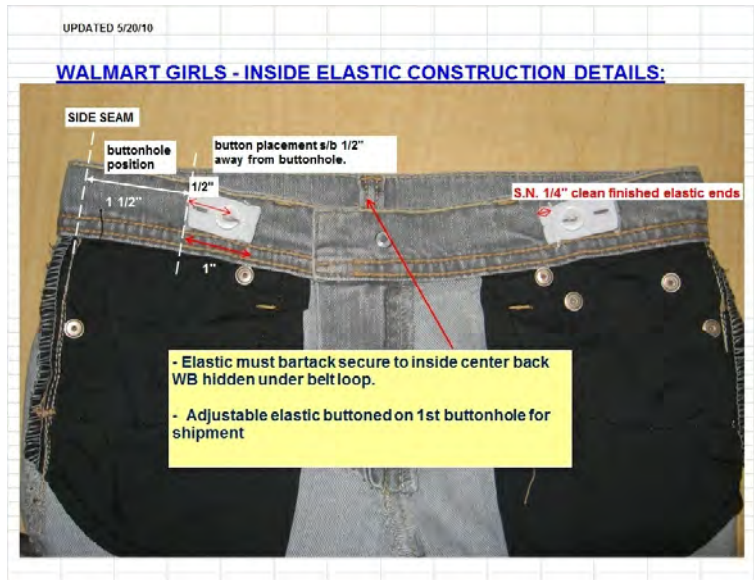 UPDATED 5/20/10
WALMART GIRLS - INSIDE ELASTIC CONSTRUCTION DETAILS:
SIDE SEAM
buttonhole
position
button placement s/b 1/2"
away from buttonhole.
1/2"
S.N. 1/4" clean finished elastic ends
1 1/2"
1"
- Elastic must bartack secure to inside center back
WB hidden under belt loop.
- Adjustable elastic buttoned on 1st buttonhole for
shipment